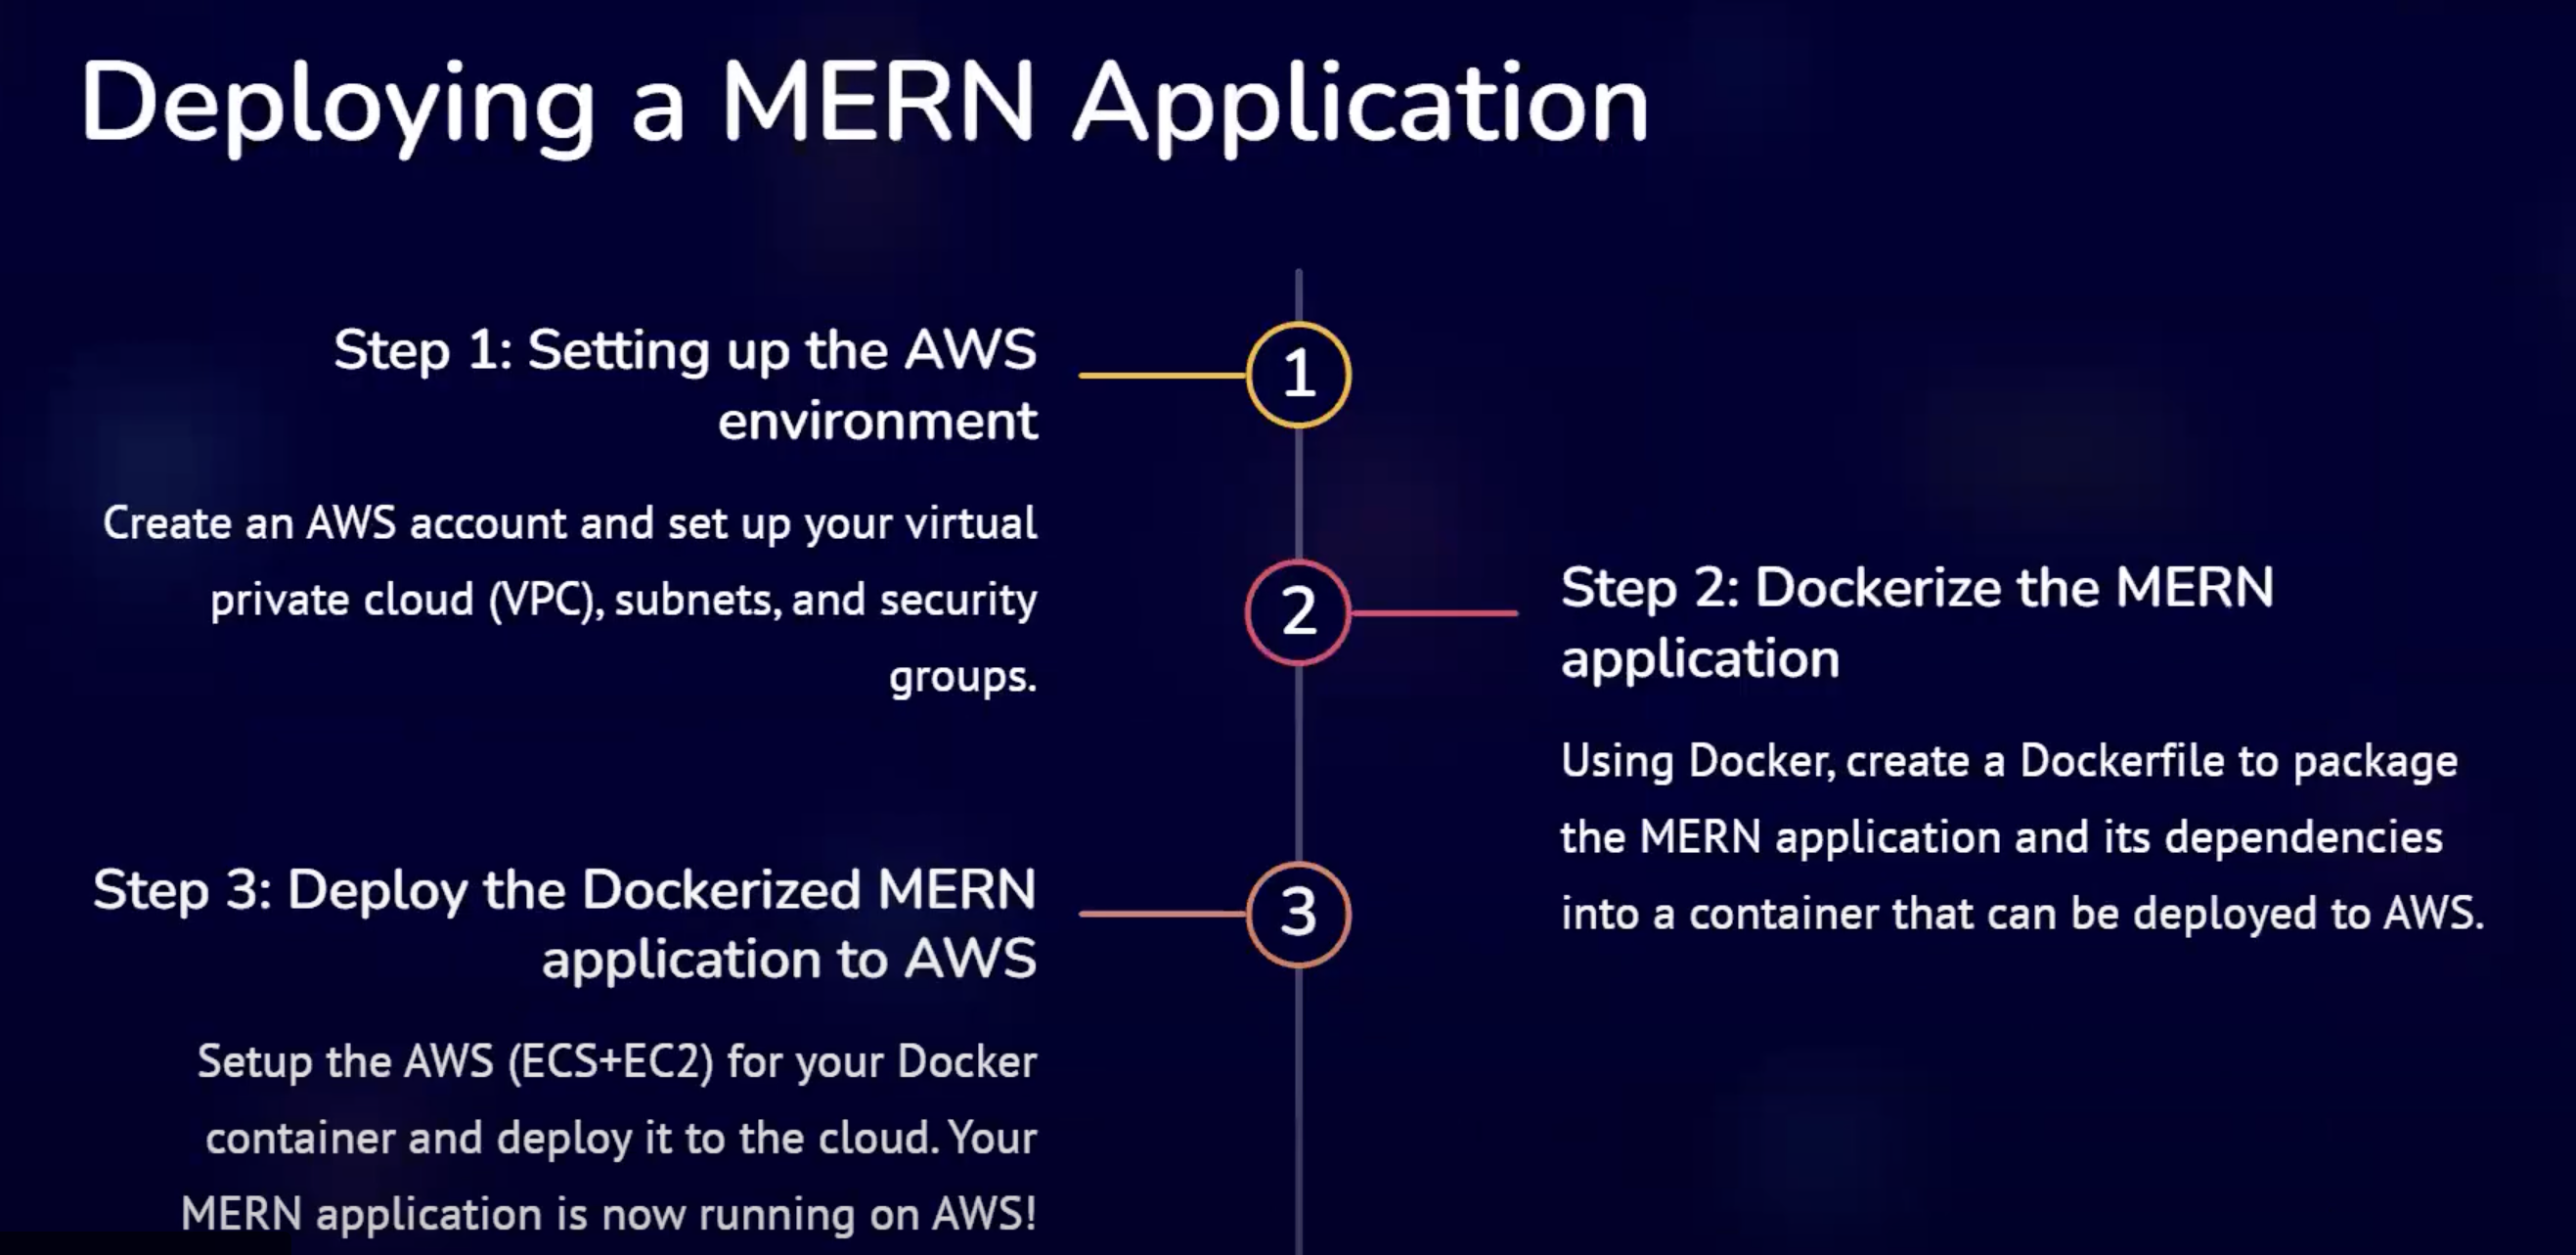 Deploying a MERN Application
1
Step 1: Setting up the AWS
environment
Create an AWS account and set up your virtual
private cloud (VPC), subnets, and security
groups.
2
Step 2: Dockerize the MERN
application
Using Docker, create a Dockerfile to package
the MERN application and its dependencies
into a container that can be deployed to AWS.
3
Step 3: Deploy the Dockerized MERN
application to AWS
Setup the AWS (ECS+EC2) for your Docker
container and deploy it to the cloud. Your
MERN application is now running on AWS!